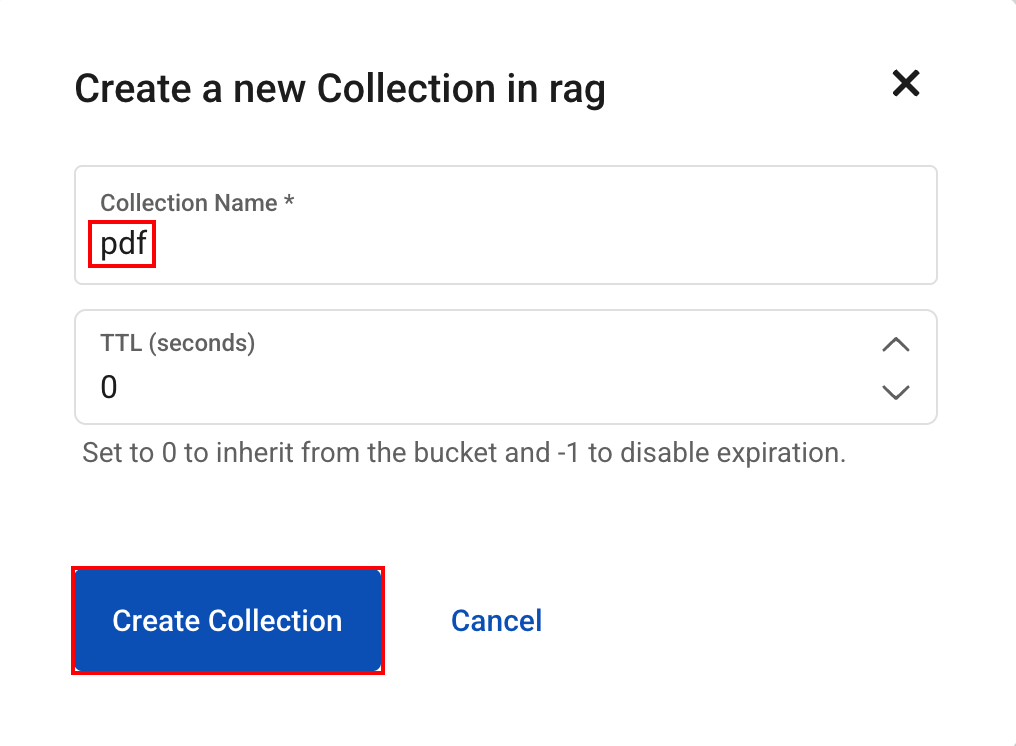 Create a new Collection in rag
Collection Name *
pdf
TTL (seconds)
0
Set to 0 to inherit from the bucket and -1 to disable expiration.
Create Collection
Cancel